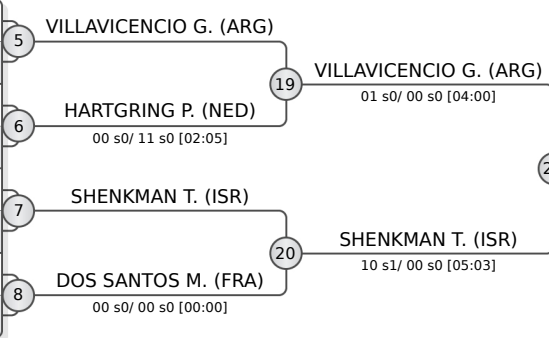 VILLAVICENCIO G. (ARG)
5
19
VILLAVICENCIO G. (ARG)
01 s0/ 00 s0 [04:00]
HARTGRING P. (NED)
6
00 s0/ 11 s0 [02:05]
SHENKMAN T. (ISR)
7
20
SHENKMAN T. (ISR)
10 s1/ 00 s0 [05:03]
DOS SANTOS M. (FRA)
8
00 s0/ 00 s0 [00:00]